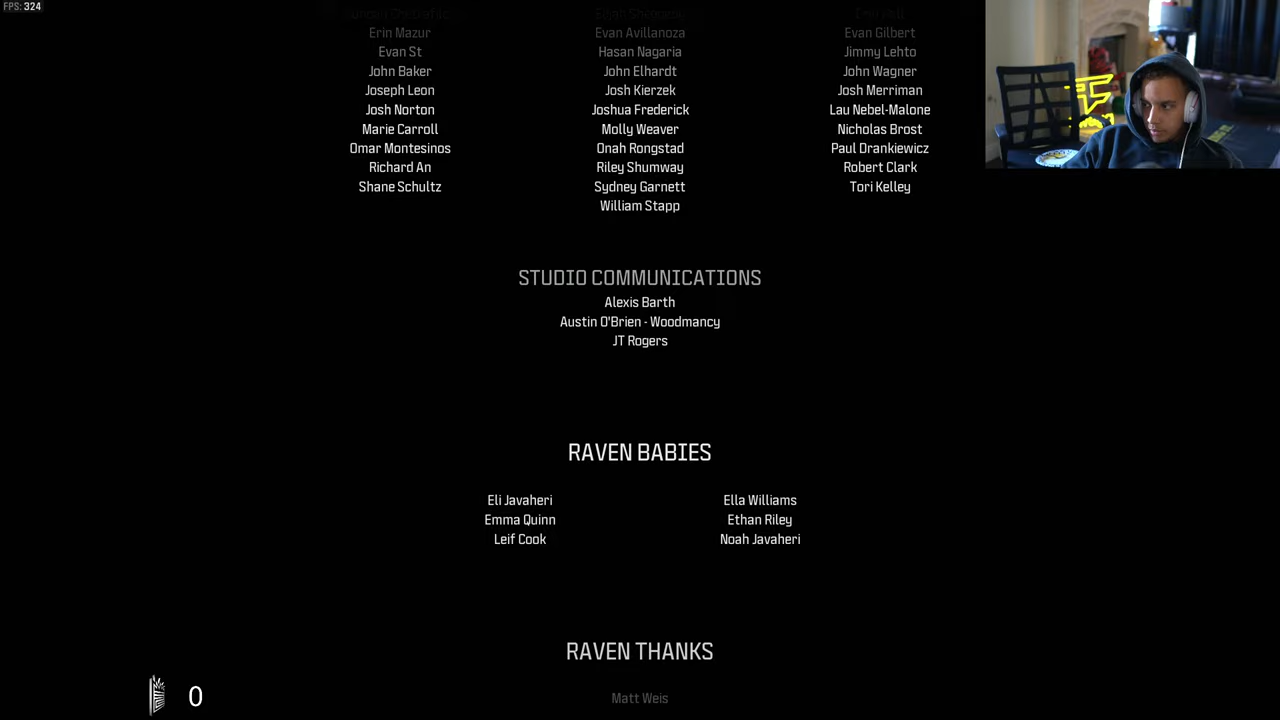 FPS: 324
Erin Mazur
Evan Avillanoza
Evan Gilbert
Evan St
Hasan Nagaria
Jimmy Lehto
John Baker
John Elhardt
John Wagner
Joseph Leon
Josh Kierzek
Josh Merriman
Josh Norton
Joshua Frederick
Lau Nebel-Malone
Marie Carroll
Molly Weaver
Nicholas Brost
Omar Montesinos
Onah Rongstad
Paul Drankiewicz
Richard An
Riley Shumway
Robert Clark
Shane Schultz
Sydney Garnett
Tori Kelley
William Stapp
STUDIO COMMUNICATIONS
Alexis Barth
Austin O'Brien - Woodmancy
JT Rogers
RAVEN BABIES
Eli Javaheri
Ella Williams
Emma Quinn
Ethan Riley
Leif Cook
Noah Javaheri
RAVEN THANKS
Matt Weis
0